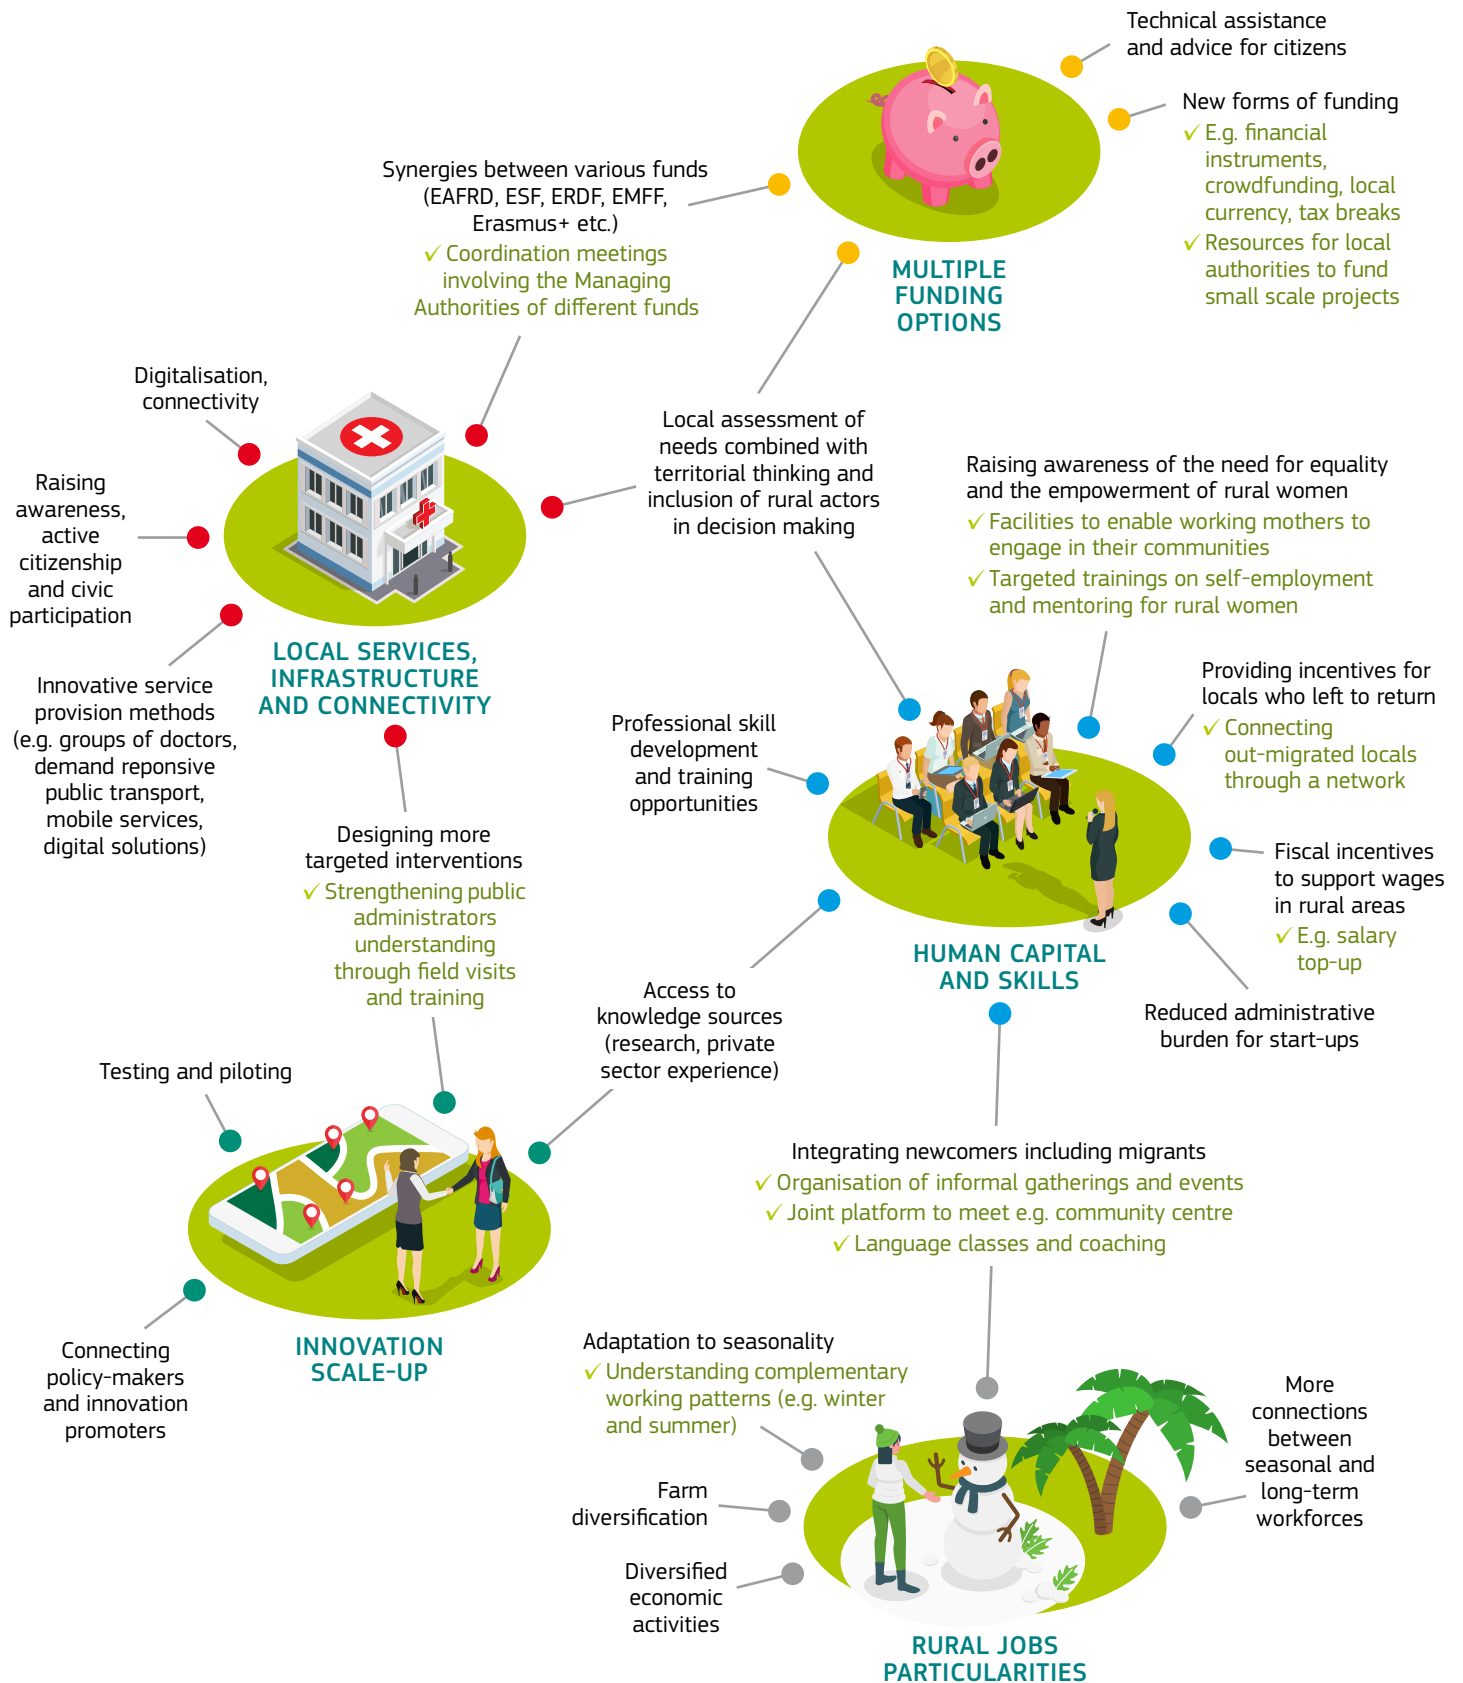 Technical assistance
and advice for citizens
New forms of funding
✓ E.g. financial
instruments,
crowdfunding, local
currency, tax breaks
✓ Resources for local
authorities to fund
small scale projects
Synergies between various funds
(EAFRD, ESF, ERDF, EMFF,
Erasmus+ etc.)
✓ Coordination meetings
involving the Managing
Authorities of different funds
MULTIPLE
FUNDING
OPTIONS
Digitalisation,
connectivity
Local assessment of
needs combined with
territorial thinking and
inclusion of rural actors
in decision making
Raising
awareness,
active
citizenship
and civic
participation
Raising awareness of the need for equality
and the empowerment of rural women
✓ Facilities to enable working mothers to
engage in their communities
✓ Targeted trainings on self-employment
and mentoring for rural women
LOCAL SERVICES,
INFRASTRUCTURE
AND CONNECTIVITY
Innovative service
provision methods
(e.g. groups of doctors,
demand reponsive
public transport,
mobile services,
digital solutions)
Professional skill
development
and training
opportunities
Providing incentives for
locals who left to return
✓ Connecting
out-migrated locals
through a network
Designing more
targeted interventions
✓ Strengthening public
administrators
understanding
through field visits
and training
Fiscal incentives
to support wages
in rural areas
✓ E.g. salary
top-up
HUMAN CAPITAL
AND SKILLS
Access to
knowledge sources
(research, private
sector experience)
Reduced administrative
burden for start-ups
Testing and piloting
Integrating newcomers including migrants
✓ Organisation of informal gatherings and events
✓ Joint platform to meet e.g. community centre
✓ Language classes and coaching
Connecting
policy-makers
and innovation
promoters
INNOVATION
SCALE-UP
Adaptation to seasonality
✓ Understanding complementary
working patterns (e.g. winter
and summer)
More
connections
between
seasonal and
long-term
workforces
Farm
diversification
Diversified
economic
activities
RURAL JOBS
PARTICULARITIES